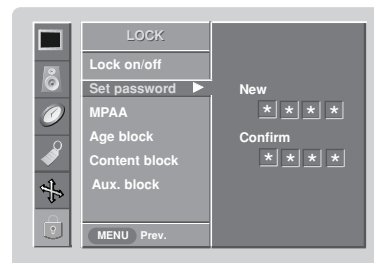 LOCK
Lock on/off
Set password
MPAA
Age block
Content block
Aux. block
MENU Prev.
New
* * * *
Confirm
* * * *